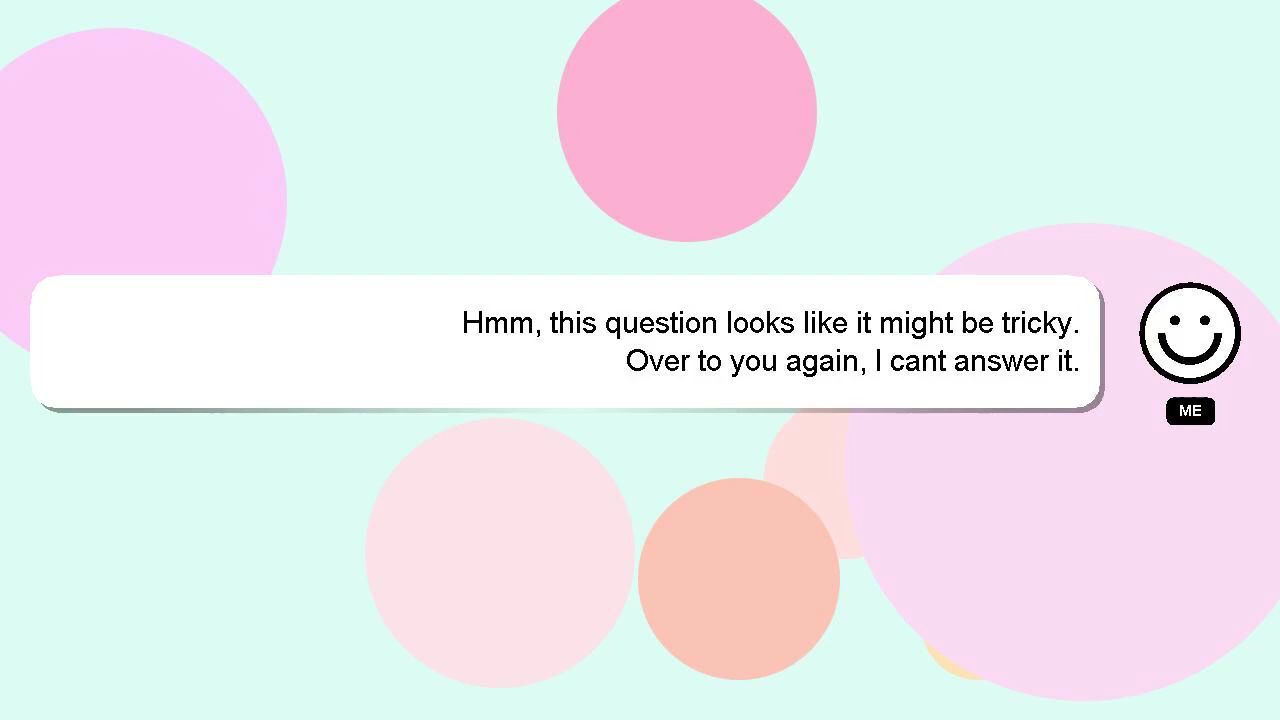 Hmm, this question looks like it might be tricky.
Over to you again, I cant answer it.
ME